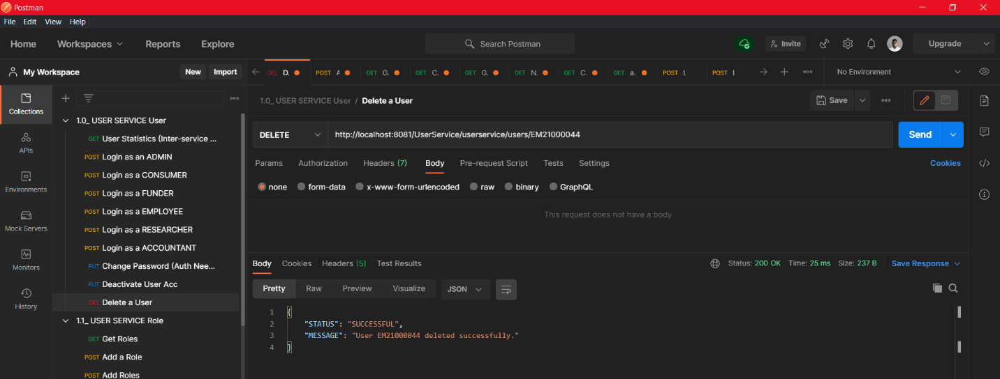 Postman
File Edit View Help
Home Workspaces Reports Explore Search Postman Invite Upgrade
My Workspace New Import
DEL D. POST GET G. GET C. GET G. GET N. GET C. GET a. POST POST No Environment
Collections
APIs
Environments
Mock Servers
Monitors
History
1.0_ USER SERVICE User
GET User Statistics (Inter-service ...
POST Login as an ADMIN
POST Login as a CONSUMER
POST Login as a FUNDER
POST Login as a EMPLOYEE
POST Login as a RESEARCHER
POST Login as a ACCOUNTANT
PUT Change Password (Auth Nee...
PUT Deactivate User Acc
DEL Delete a User
1.1_ USER SERVICE Role
GET Get Roles
POST Add a Role
POST Add Roles
1.0_ USER SERVICE User / Delete a User Save
DELETE http://localhost:8081/UserService/userservice/users/EM21000044 Send
Params Authorization Headers (7) Body Pre-request Script Tests Settings Cookies
none form-data x-www-form-urlencoded raw binary GraphQL
This request does not have a body
Body Cookies Headers (5) Test Results Status: 200 OK Time: 25 ms Size: 237 B Save Response
Pretty Raw Preview Visualize JSON
1 {
2 "STATUS": "SUCCESSFUL",
3 "MESSAGE": "User EM21000044 deleted successfully."
4 }